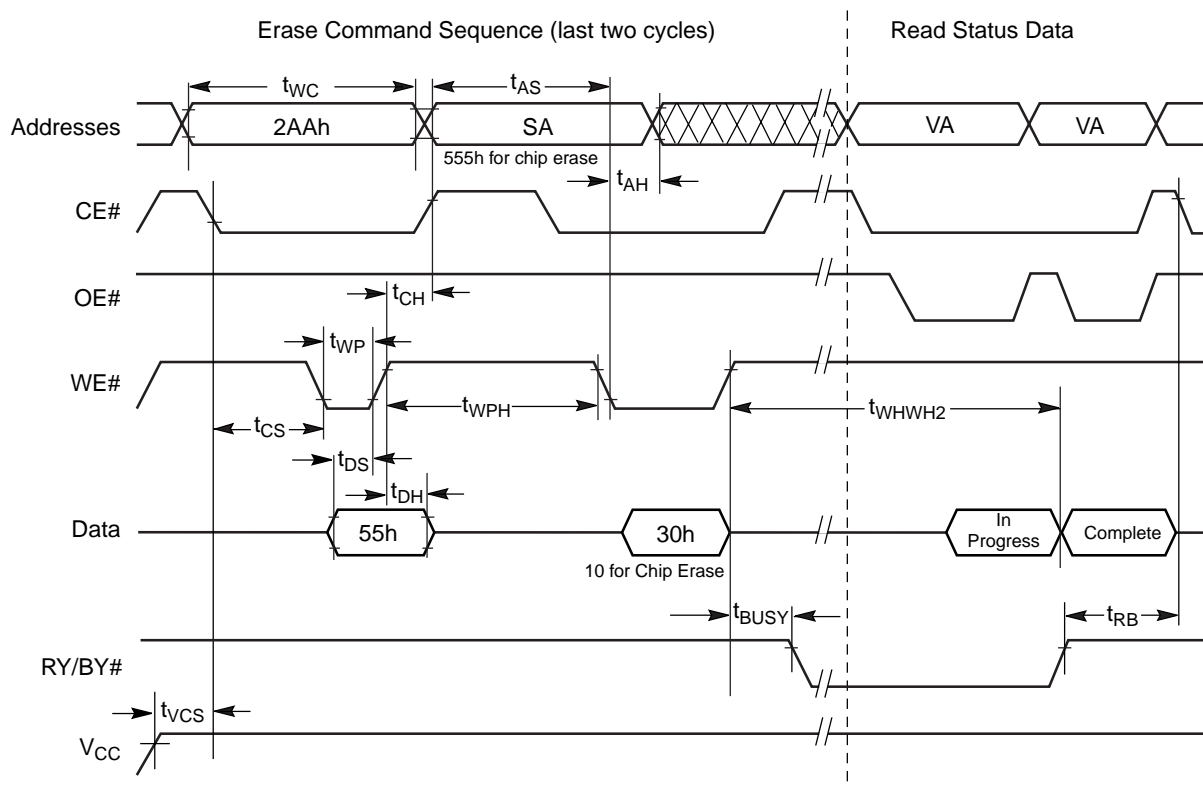 Erase Command Sequence (last two cycles) Read Status Data
tWC tAS
Addresses 2AAh SA VA VA
555h for chip erase
tAH
CE#
tCH
OE#
tWP
WE#
tWPH tWHWH2
tCS
tDS
tDH
Data 55h 30h In Progress Complete
10 for Chip Erase
tBUSY tRB
RY/BY#
tVCS
VCC